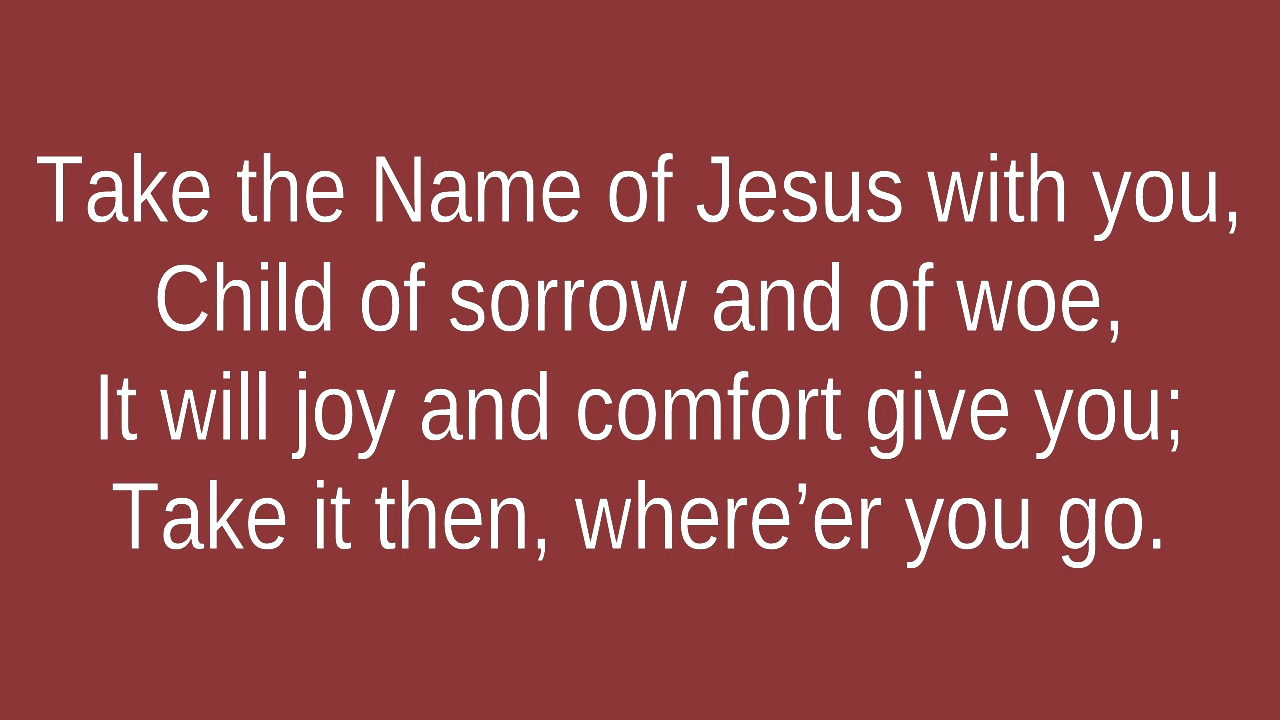 Take the Name of Jesus with you,
Child of sorrow and of woe,
It will joy and comfort give you;
Take it then, where’er you go.